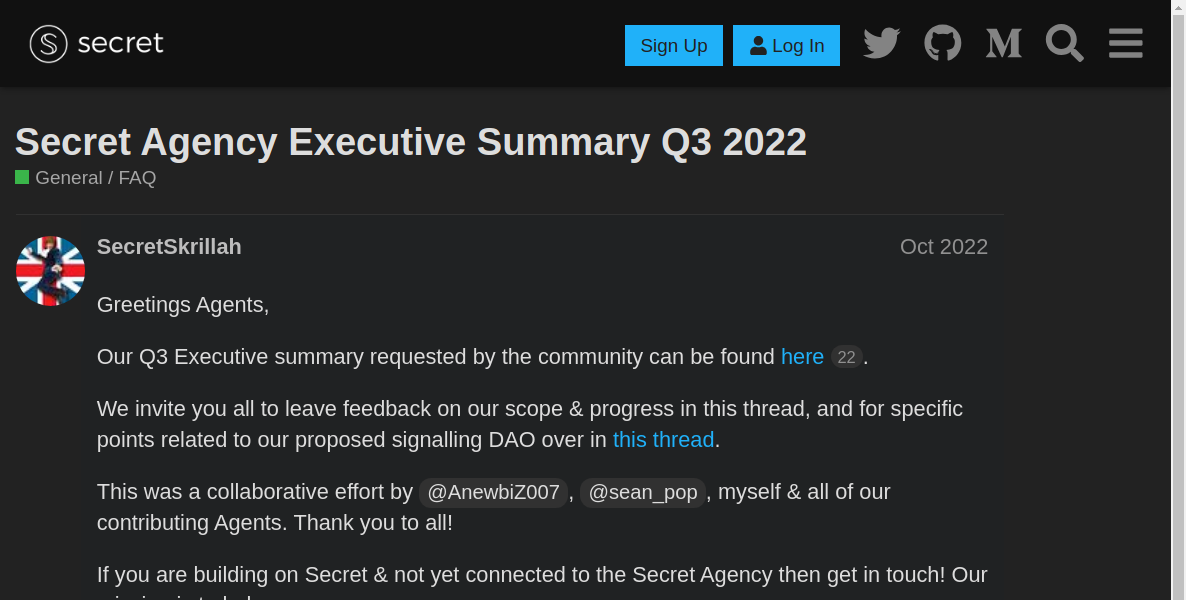 secret
Sign Up
Log In
Secret Agency Executive Summary Q3 2022
General / FAQ
SecretSkrillah
Oct 2022
Greetings Agents,
Our Q3 Executive summary requested by the community can be found here 22.
We invite you all to leave feedback on our scope & progress in this thread, and for specific
points related to our proposed signalling DAO over in this thread.
This was a collaborative effort by @AnewbiZ007, @sean_pop, myself & all of our
contributing Agents. Thank you to all!
If you are building on Secret & not yet connected to the Secret Agency then get in touch! Our